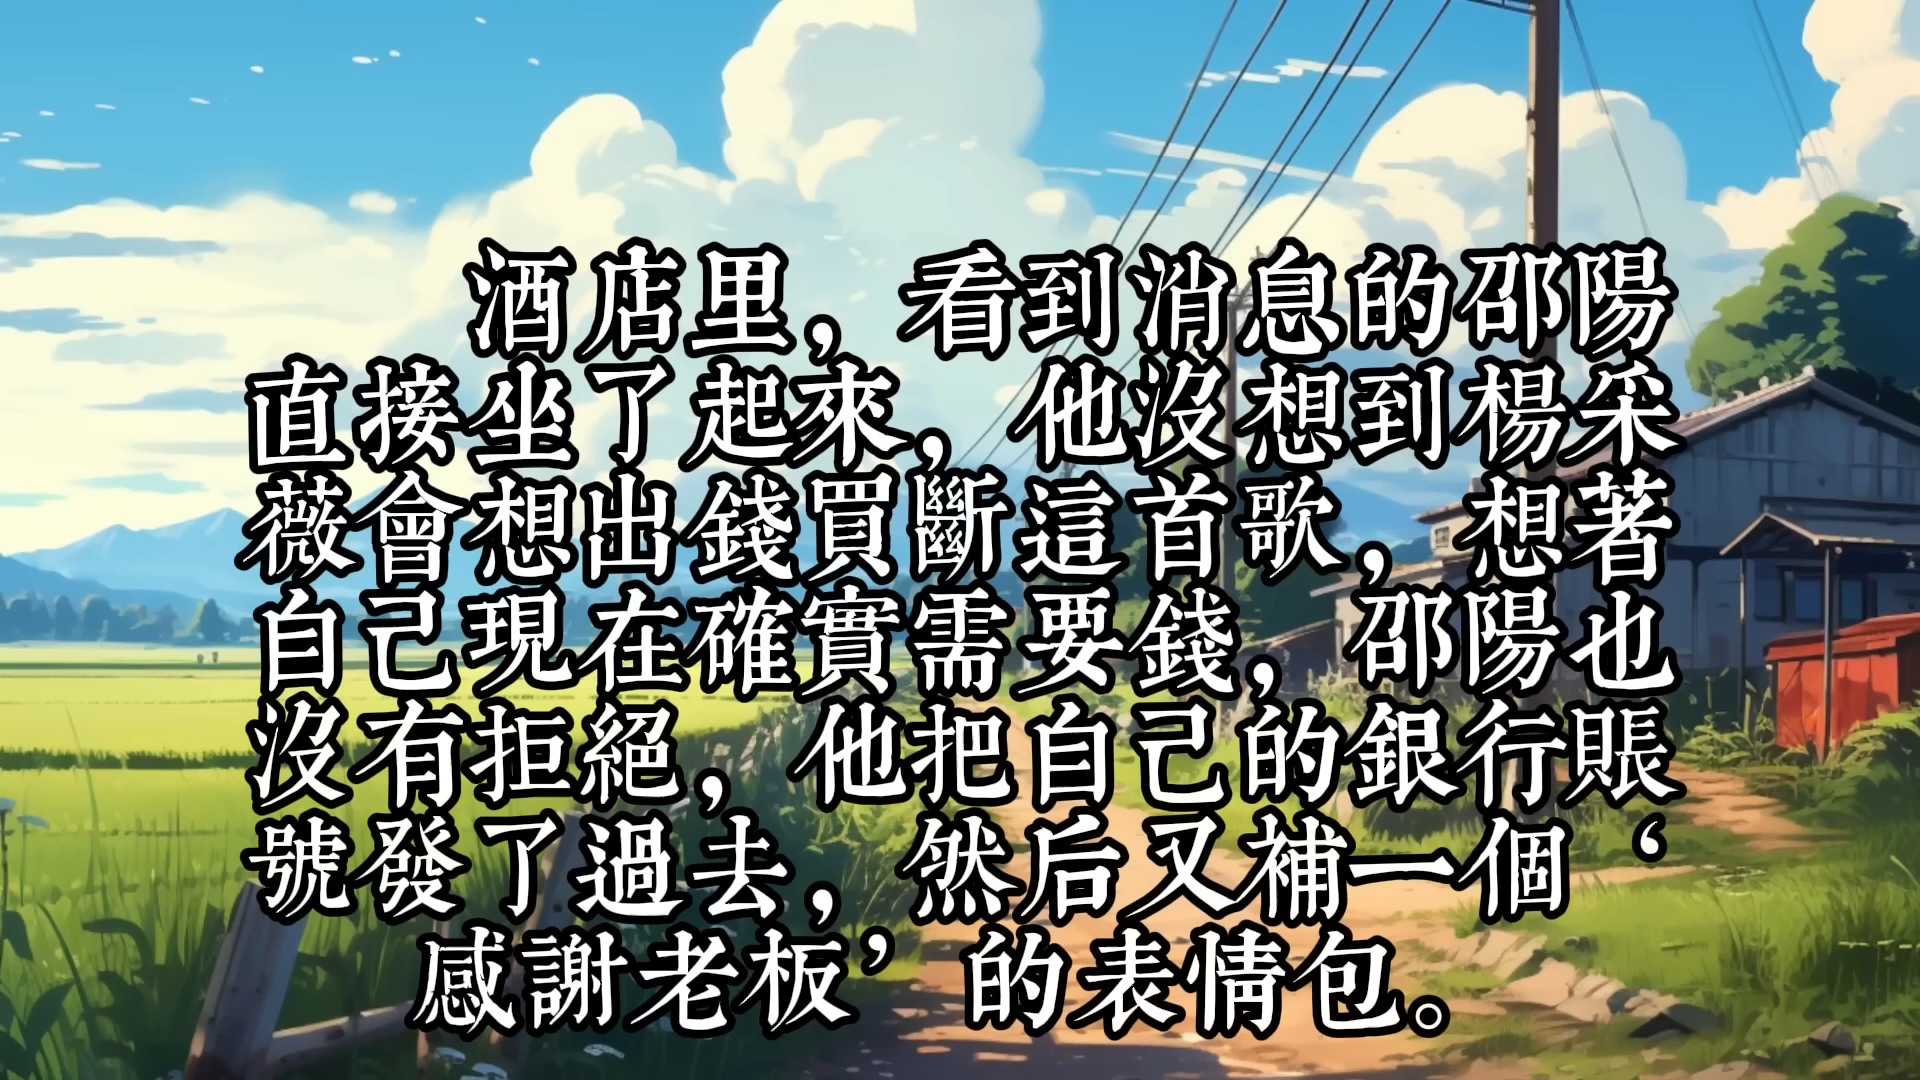 酒店里，看到消息的邵陽
直接坐了起來，他沒想到楊采
薇會想出錢買斷這首歌，想著
自己現在確實需要錢，邵陽也
沒有拒絕，他把自己的銀行賬
號發了過去，然后又補一個‘
感謝老板’的表情包。